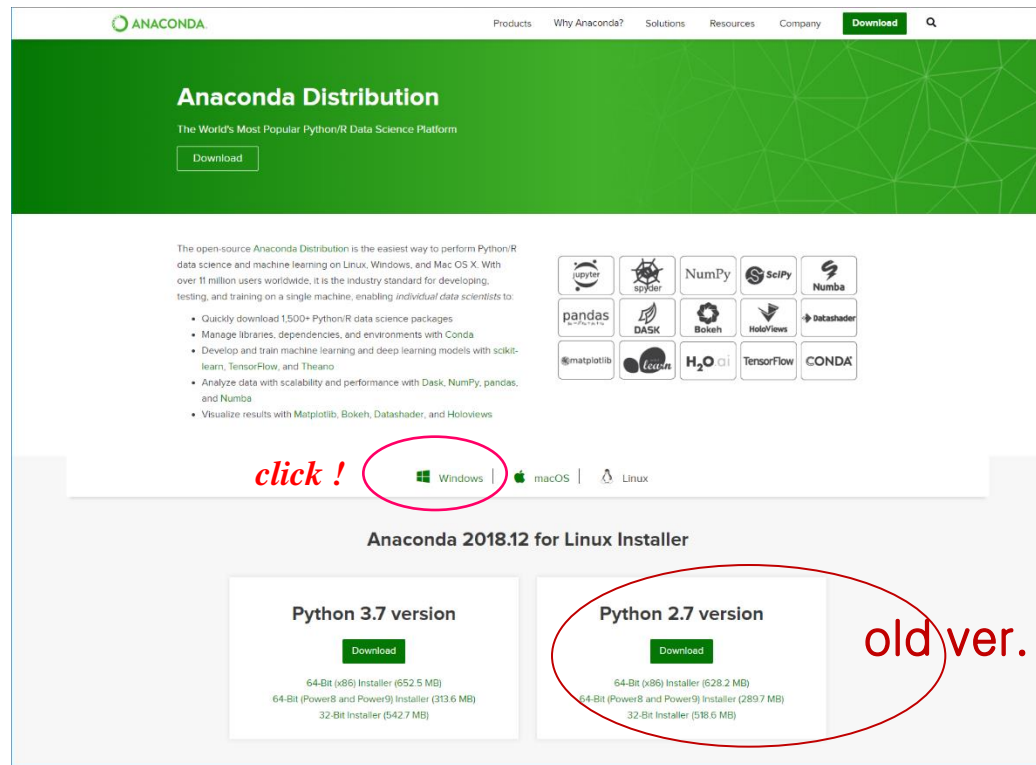 ANACONDA.
Products Why Anaconda? Solutions Resources Company Download
Anaconda Distribution
The World's Most Popular Python/R Data Science Platform
Download
The open-source Anaconda Distribution is the easiest way to perform Python/R
data science and machine learning on Linux, Windows, and Mac OS X. With
over 11 million users worldwide, it is the industry standard for developing,
testing, and training on a single machine, enabling individual data scientists to:
• Quickly download 1,500+ Python/R data science packages
• Manage libraries, dependencies, and environments with Conda
• Develop and train machine learning and deep learning models with scikit-
learn, TensorFlow, and Theano
• Analyze data with scalability and performance with Dask, NumPy, pandas,
and Numba
• Visualize results with Matplotlib, Bokeh, Datashader, and Holoviews
jupyter spyder NumPy SciPy Numba
pandas DASK Bokeh HoloViews Datashader
matplotlib learn H2O.ai TensorFlow CONDA
click !
Windows | macOS | Linux
Anaconda 2018.12 for Linux Installer
Python 3.7 version
Download
64-Bit (x86) Installer (652.5 MB)
64-Bit (Power8 and Power9) Installer (313.6 MB)
32-Bit Installer (542.7 MB)
Python 2.7 version
Download
64-Bit (x86) Installer (628.2 MB)
64-Bit (Power8 and Power9) Installer (289.7 MB)
32-Bit Installer (518.6 MB)
old ver.